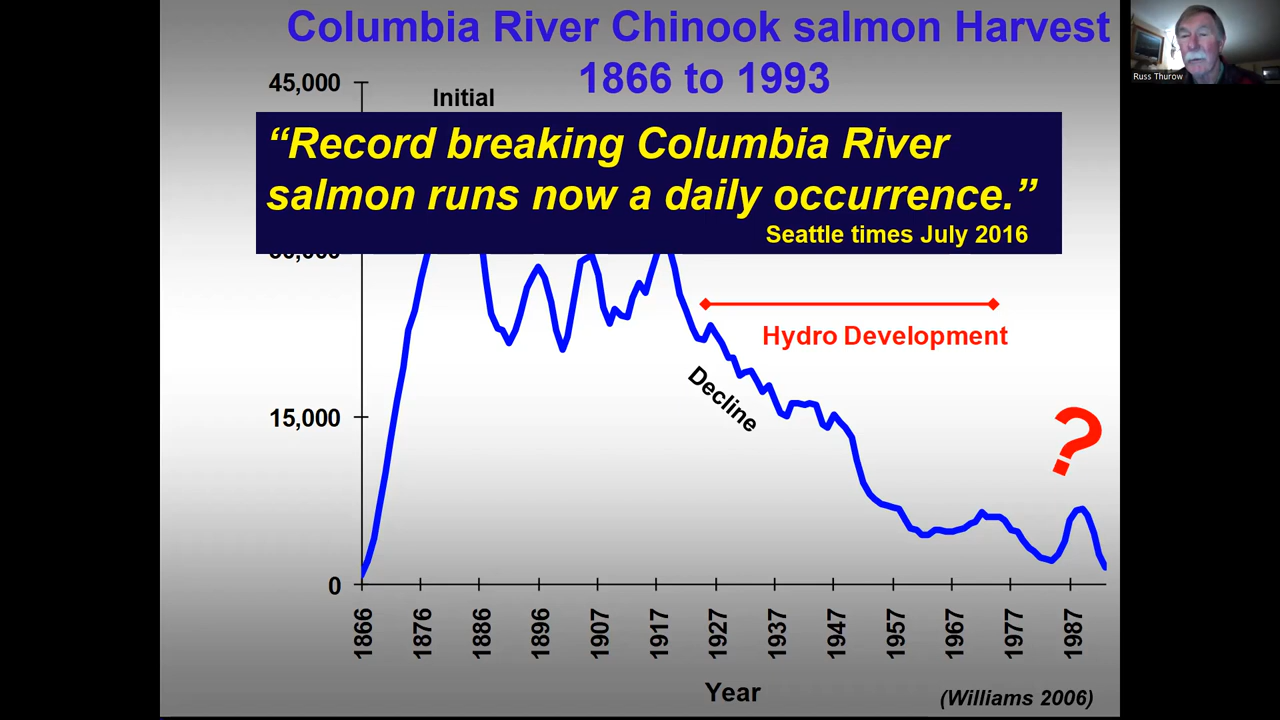 Columbia River Chinook salmon Harvest
1866 to 1993
Russ Thurow
45,000
Initial
“Record breaking Columbia River
salmon runs now a daily occurrence.”
Seattle times July 2016
Hydro Development
Decline
15,000
?
0
1866 1876 1886 1896 1907 1917 1927 1937 1947 1957 1967 1977 1987
Year
(Williams 2006)